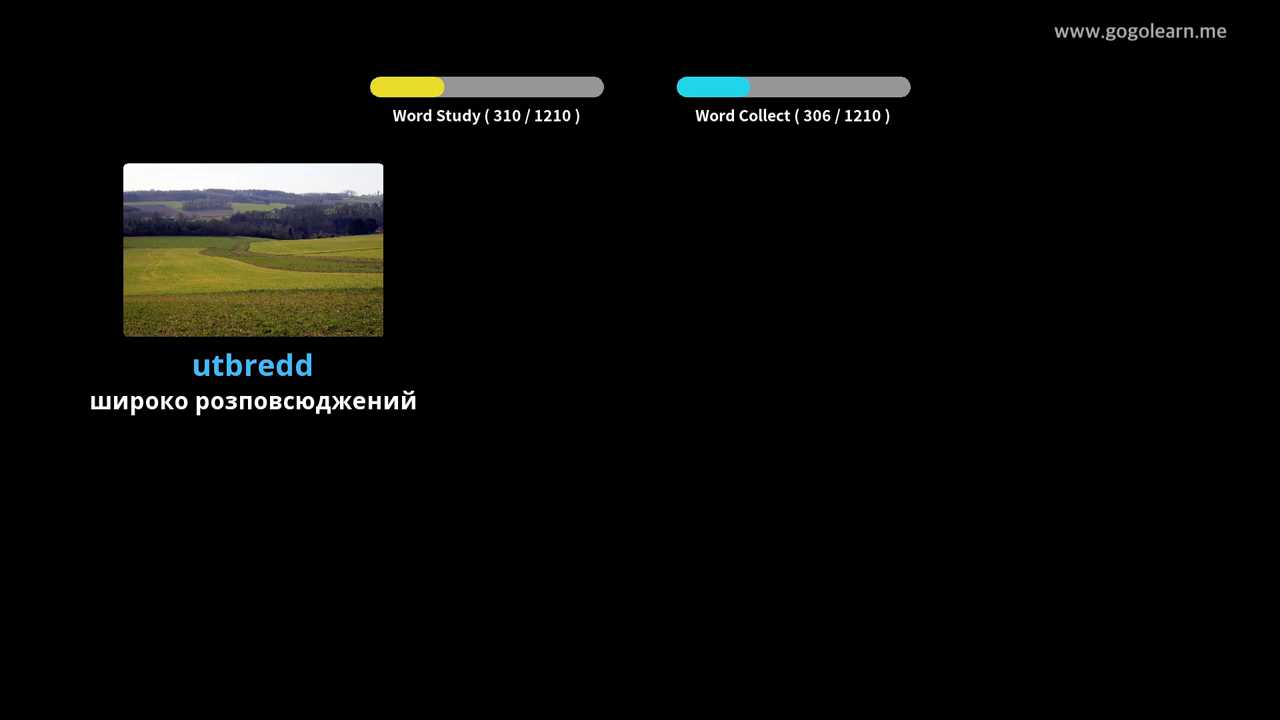 www.gogolearn.me
Word Study ( 310 / 1210 )
Word Collect ( 306 / 1210 )
utbredd
широко розповсюджений